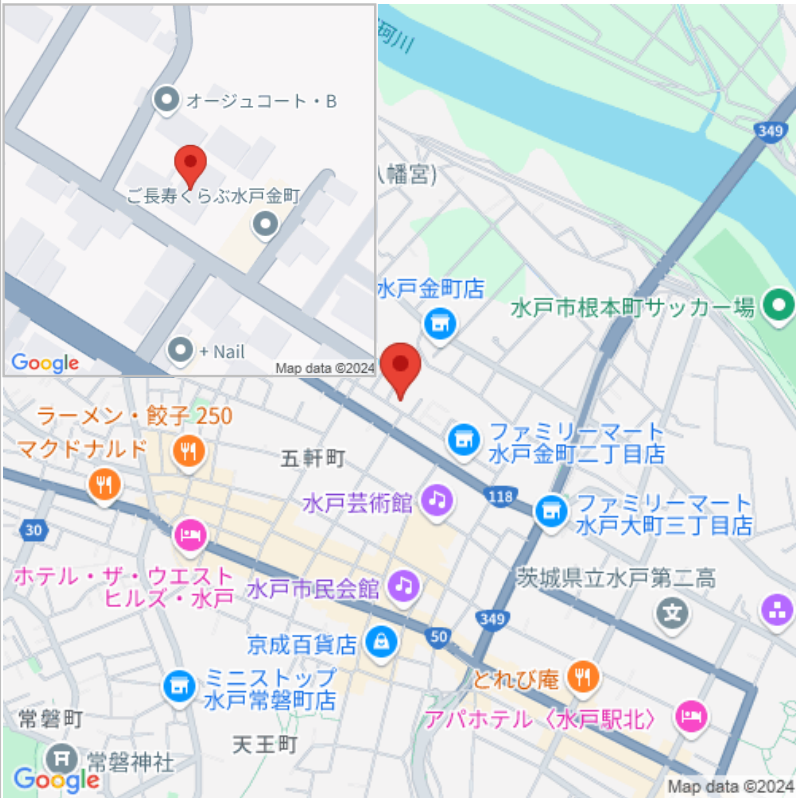 オージュコート・B
ご長寿くらぶ水戸金町
+ Nail
Google
Map data ©2024
珂川
349
八幡宮)
水戸金町店
水戸市根本町サッカー場
ラーメン・餃子 250
マクドナルド
五軒町
ファミリーマート
水戸金町二丁目店
118
水戸芸術館
ファミリーマート
水戸大町三丁目店
30
ホテル・ザ・ウエスト
ヒルズ・水戸
水戸市民会館
茨城県立水戸第二高
349
50
京成百貨店
ミニストップ
水戸常磐町店
とれび庵
アパホテル〈水戸駅北〉
常磐町
天王町
常磐神社
Google
Map data ©2024